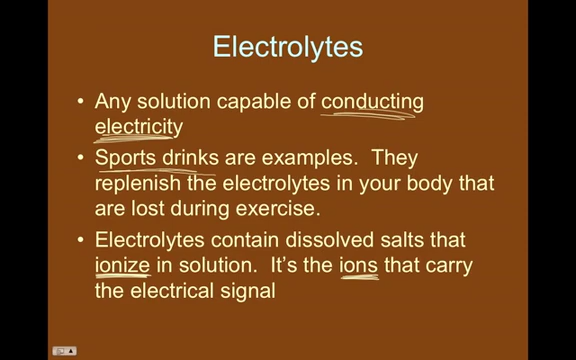 Electrolytes
• Any solution capable of conducting
electricity
• Sports drinks are examples.  They
replenish the electrolytes in your body that
are lost during exercise.
• Electrolytes contain dissolved salts that
ionize in solution.  It's the ions that carry
the electrical signal